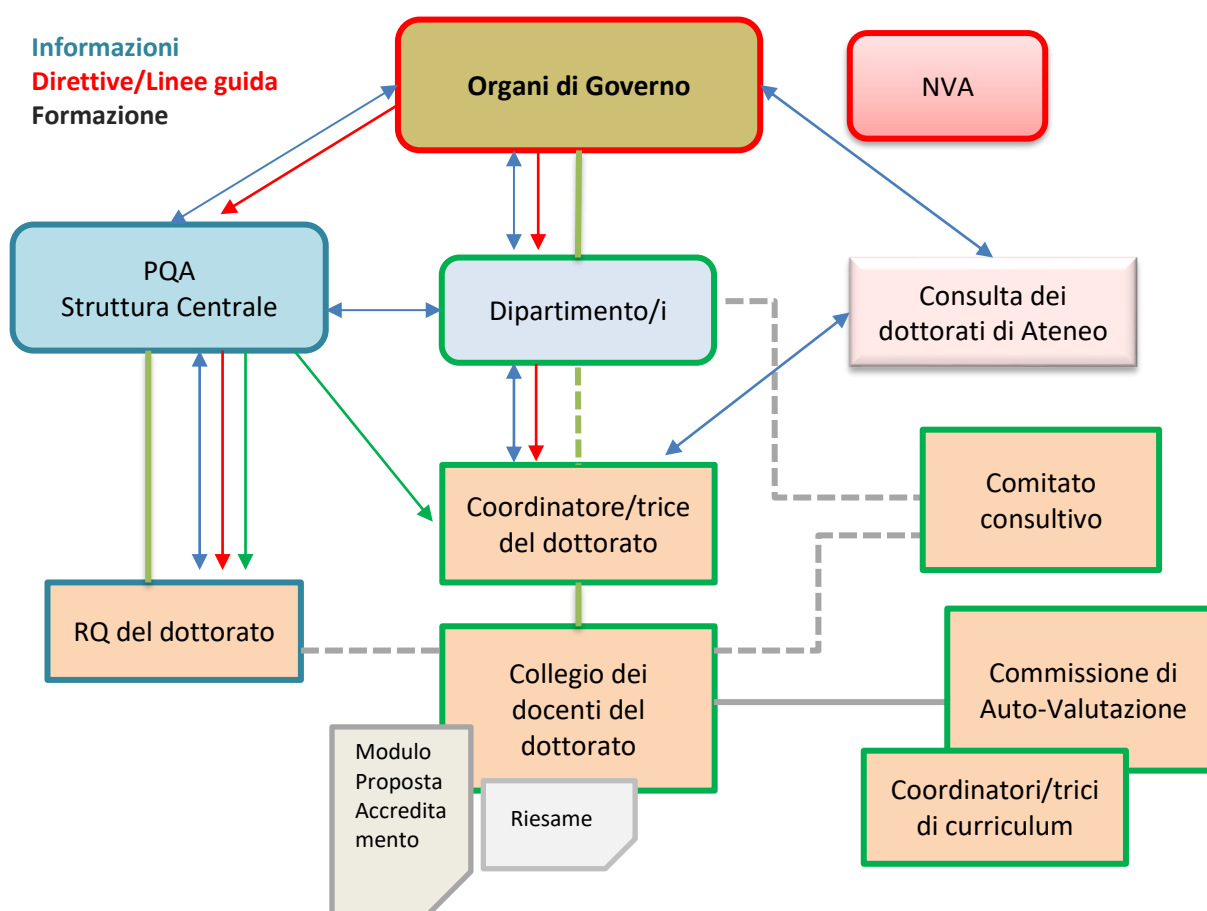 Informazioni
Direttive/Linee guida
Formazione
Organi di Governo
NVA
PQA
Struttura Centrale
Dipartimento/i
Consulta dei
dottorati di Ateneo
Coordinatore/trice
del dottorato
Comitato
consultivo
RQ del dottorato
Collegio dei
docenti del
dottorato
Commissione di
Auto-Valutazione
Modulo
Proposta
Accredita
mento
Riesame
Coordinatori/trici
di curriculum